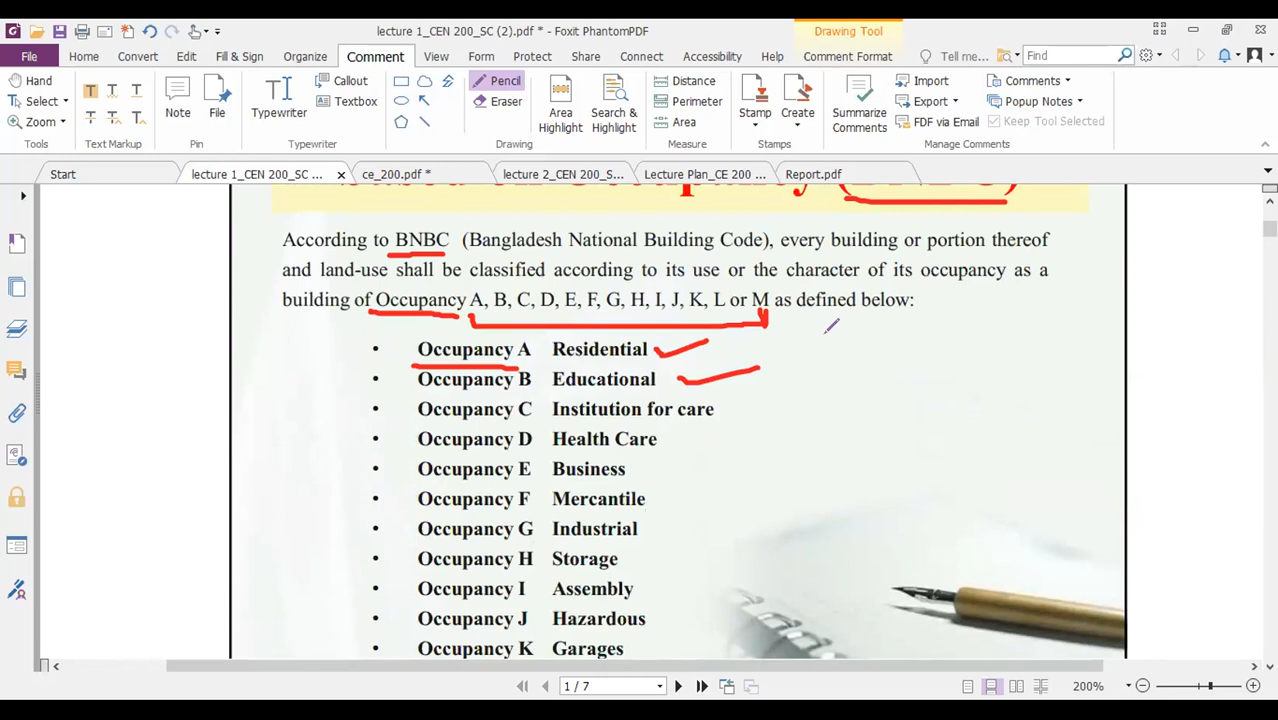 lecture 1_CEN 200_SC (2).pdf * - Foxit PhantomPDF
Drawing Tool
File
Home
Convert
Edit
Fill & Sign
Organize
Comment
View
Form
Protect
Share
Connect
Accessibility
Help
Comment Format
Tell me...
Find
Hand
Select
Zoom
Tools
Text Markup
Note
File
Pin
Typewriter
Callout
Textbox
Typewriter
Pencil
Eraser
Area Highlight
Search & Highlight
Drawing
Distance
Perimeter
Area
Measure
Stamp
Create
Stamps
Summarize Comments
Import
Export
FDF via Email
Comments
Popup Notes
Keep Tool Selected
Manage Comments
Start
lecture 1_CEN 200_SC ...
ce_200.pdf *
lecture 2_CEN 200_S...
Lecture Plan_CE 200 ...
Report.pdf
According to BNBC (Bangladesh National Building Code), every building or portion thereof
and land-use shall be classified according to its use or the character of its occupancy as a
building of Occupancy A, B, C, D, E, F, G, H, I, J, K, L or M as defined below:
• Occupancy A Residential
• Occupancy B Educational
• Occupancy C Institution for care
• Occupancy D Health Care
• Occupancy E Business
• Occupancy F Mercantile
• Occupancy G Industrial
• Occupancy H Storage
• Occupancy I Assembly
• Occupancy J Hazardous
• Occupancy K Garages
1 / 7
200%